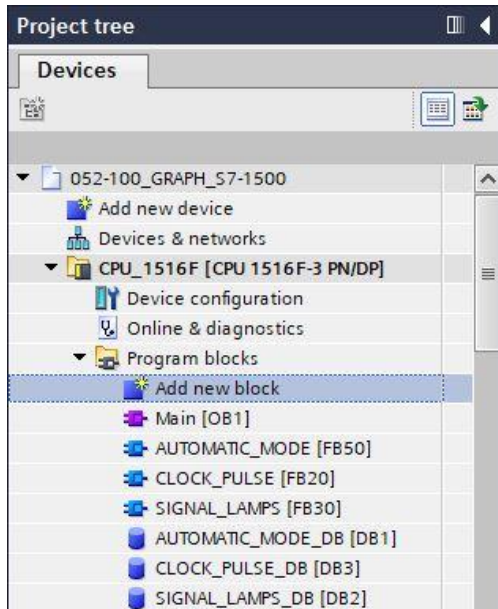 Project tree
Devices
052-100_GRAPH_S7-1500
Add new device
Devices & networks
CPU_1516F [CPU 1516F-3 PN/DP]
Device configuration
Online & diagnostics
Program blocks
Add new block
Main [OB1]
AUTOMATIC_MODE [FB50]
CLOCK_PULSE [FB20]
SIGNAL_LAMPS [FB30]
AUTOMATIC_MODE_DB [DB1]
CLOCK_PULSE_DB [DB3]
SIGNAL_LAMPS_DB [DB2]